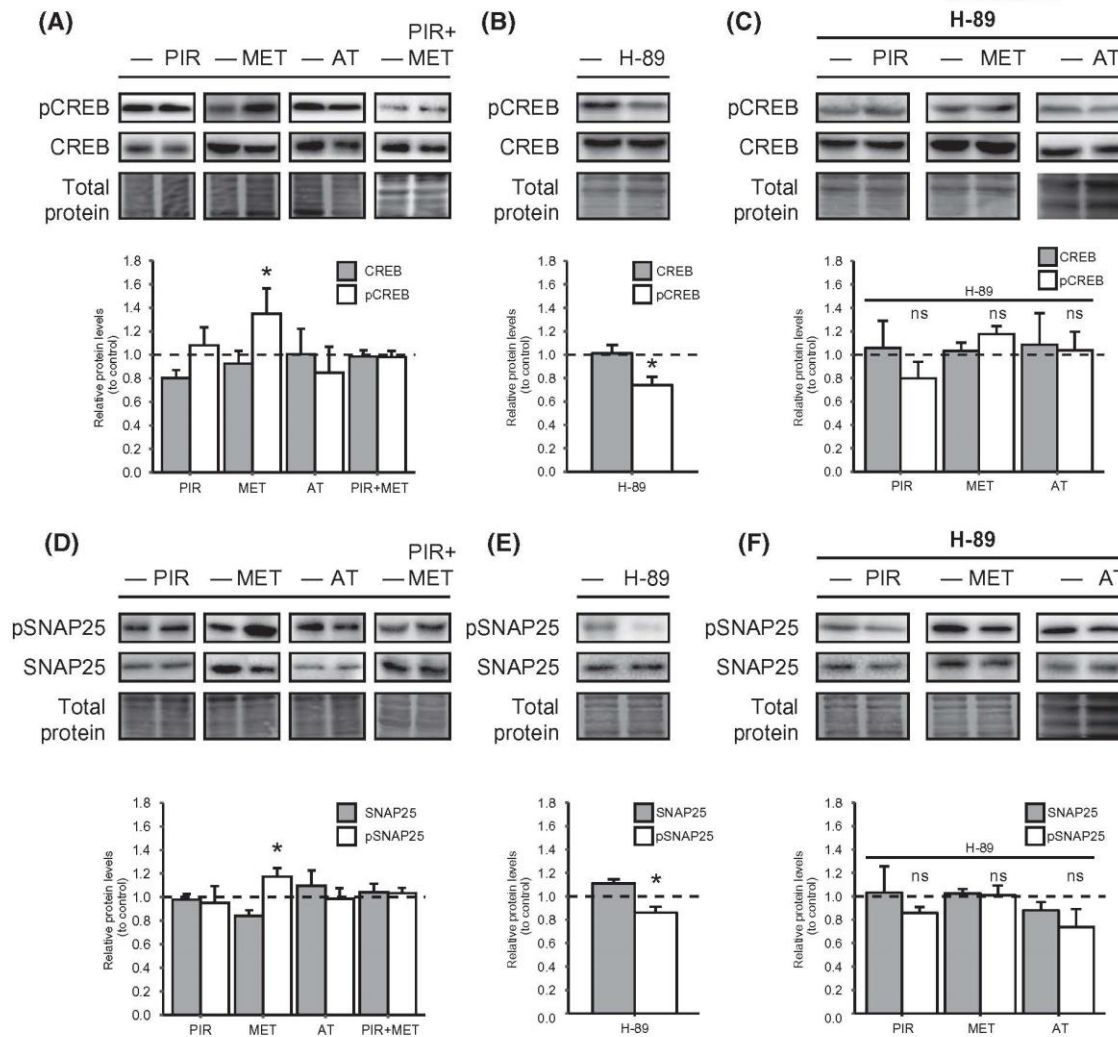 (A)
PIR+
— PIR — MET — AT — MET
pCREB
CREB
Total
protein
(B)
— H-89
pCREB
CREB
Total
protein
(C)
H-89
— PIR — MET — AT
pCREB
CREB
Total
protein
Relative protein levels
(to control)
1.8
1.6
1.4
1.2
1.0
0.8
0.6
0.4
0.2
0.0
CREB
pCREB
*
PIR MET AT PIR+MET
Relative protein levels
(to control)
1.8
1.6
1.4
1.2
1.0
0.8
0.6
0.4
0.2
0.0
CREB
pCREB
*
H-89
Relative protein levels
(to control)
1.8
1.6
1.4
1.2
1.0
0.8
0.6
0.4
0.2
0.0
CREB
pCREB
H-89
ns ns ns
PIR MET AT
(D)
PIR+
— PIR — MET — AT — MET
pSNAP25
SNAP25
Total
protein
(E)
— H-89
pSNAP25
SNAP25
Total
protein
(F)
H-89
— PIR — MET — AT
pSNAP25
SNAP25
Total
protein
Relative protein levels
(to control)
1.8
1.6
1.4
1.2
1.0
0.8
0.6
0.4
0.2
0.0
SNAP25
pSNAP25
*
PIR MET AT PIR+MET
Relative protein levels
(to control)
1.8
1.6
1.4
1.2
1.0
0.8
0.6
0.4
0.2
0.0
SNAP25
pSNAP25
*
H-89
Relative protein levels
(to control)
1.8
1.6
1.4
1.2
1.0
0.8
0.6
0.4
0.2
0.0
SNAP25
pSNAP25
H-89
ns ns ns
PIR MET AT